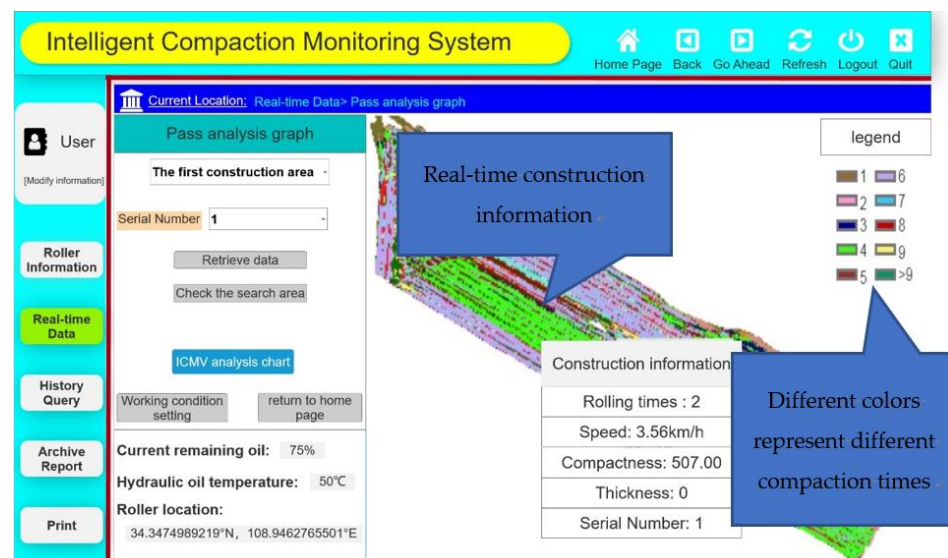 Intelligent Compaction Monitoring System
Home Page Back Go Ahead Refresh Logout Quit
Current Location: Real-time Data> Pass analysis graph
User
[Modify information]
Roller
Information
Real-time
Data
History
Query
Archive
Report
Print
Pass analysis graph
The first construction area
Serial Number 1
Retrieve data
Check the search area
ICMV analysis chart
Working condition
setting
return to home
page
Current remaining oil: 75%
Hydraulic oil temperature: 50℃
Roller location:
34.3474989219°N, 108.9462765501°E
Real-time construction
information
legend
1 6
2 7
3 8
4 9
5 >9
Construction information
Rolling times : 2
Speed: 3.56km/h
Compactness: 507.00
Thickness: 0
Serial Number: 1
Different colors
represent different
compaction times